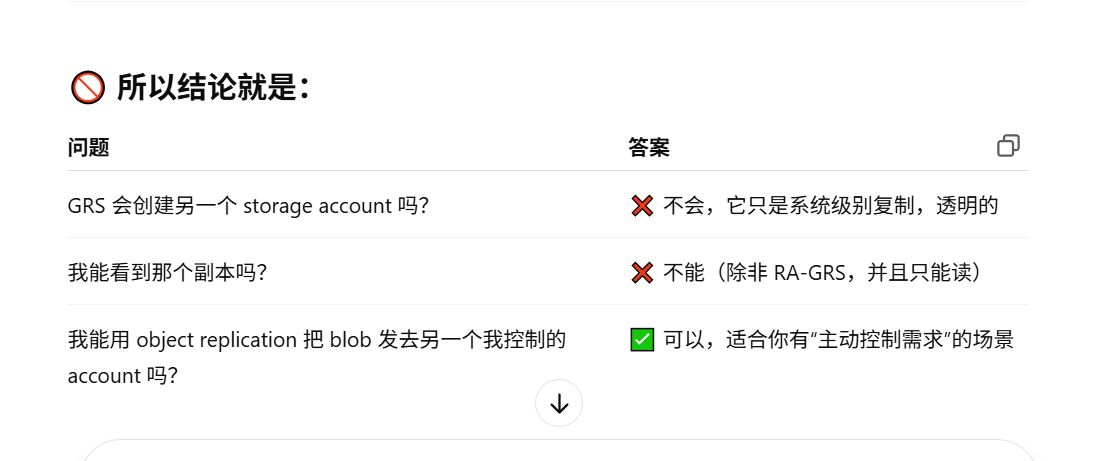 🚫 所以结论就是：
问题 答案
GRS 会创建另一个 storage account 吗？ ❌ 不会，它只是系统级别复制，透明的
我能看到那个副本吗？ ❌ 不能（除非 RA-GRS，并且只能读）
我能用 object replication 把 blob 发去另一个我控制的 ✅ 可以，适合你有“主动控制需求”的场景
account 吗？